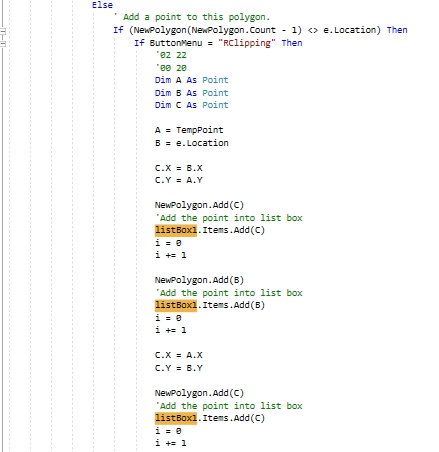 Else
' Add a point to this polygon.
If (NewPolygon(NewPolygon.Count - 1) <> e.Location) Then
If ButtonMenu = "RClipping" Then
'02 22
'00 20
Dim A As Point
Dim B As Point
Dim C As Point
A = TempPoint
B = e.Location
C.X = B.X
C.Y = A.Y
NewPolygon.Add(C)
'Add the point into list box
listBox1.Items.Add(C)
i = 0
i += 1
NewPolygon.Add(B)
'Add the point into list box
listBox1.Items.Add(B)
i = 0
i += 1
C.X = A.X
C.Y = B.Y
NewPolygon.Add(C)
'Add the point into list box
listBox1.Items.Add(C)
i = 0
i += 1